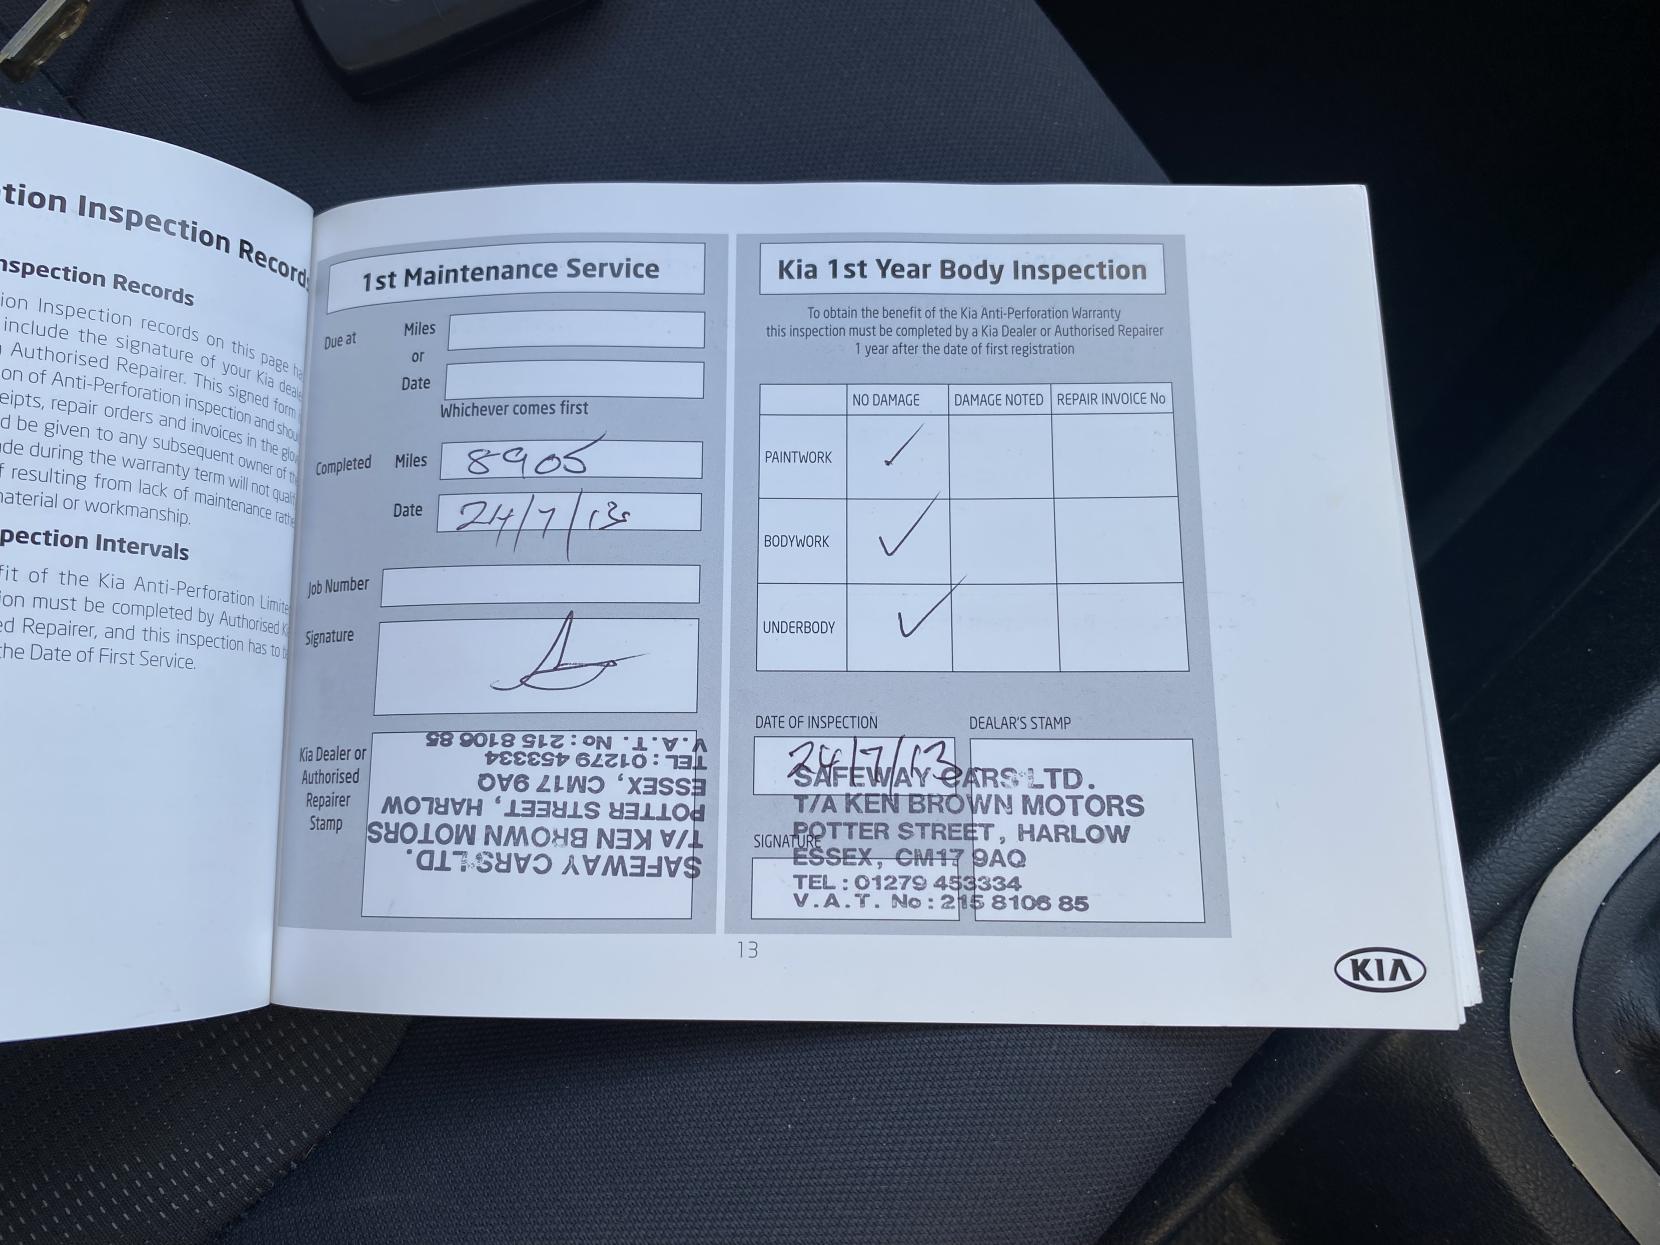 tion Inspection Records
nspection Records
ion Inspection records on this page
include the signature of your Kia
Authorised Repairer. This signed form
on of Anti-Perforation inspection and
eipts, repair orders and invoices in the
d be given to any subsequent owner of
de during the warranty term will not
f resulting from lack of maintenance
naterial or workmanship.
pection Intervals
fit of the Kia Anti-Perforation
ion must be completed by Authorised
ed Repairer, and this inspection has to
the Date of First Service.
1st Maintenance Service
Due at
Miles
or
Date
Whichever comes first
Completed
Miles 8905
Date 24/7/13
Job Number
Signature
Kia Dealer or
Authorised
Repairer
Stamp
SAFEWAY CARS LTD.
T/A KEN BROWN MOTORS
POTTER STREET, HARLOW
ESSEX, CM17 9AQ
TEL: 01279 453334
V.A.T. No: 215 8106 85
Kia 1st Year Body Inspection
To obtain the benefit of the Kia Anti-Perforation Warranty
this inspection must be completed by a Kia Dealer or Authorised Repairer
1 year after the date of first registration
NO DAMAGE DAMAGE NOTED REPAIR INVOICE No
PAINTWORK ✓
BODYWORK ✓
UNDERBODY ✓
DATE OF INSPECTION DEALAR'S STAMP
24/7/13
SIGNATURE
SAFEWAY CARS LTD.
T/A KEN BROWN MOTORS
POTTER STREET, HARLOW
ESSEX, CM17 9AQ
TEL: 01279 453334
V.A.T. No: 215 8106 85
13
KIA